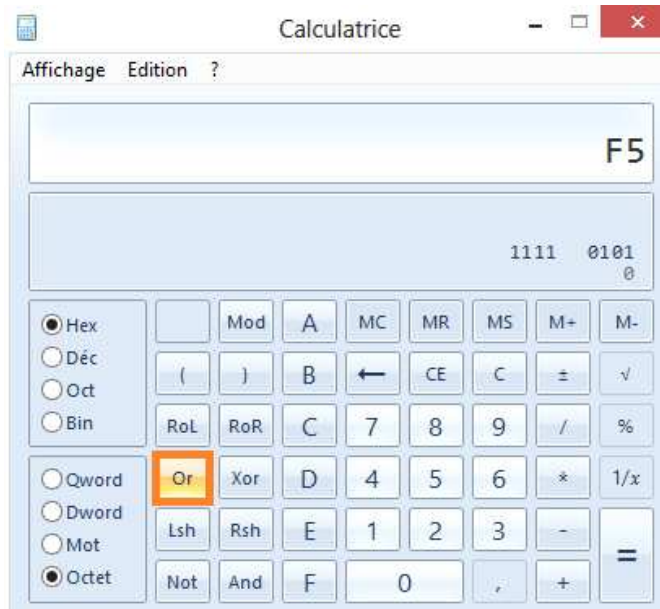 Calculatrice
Affichage Edition ?
F5
1111 0101
0
Hex
Déc
Oct
Bin
Qword
Dword
Mot
Octet
Mod A MC MR MS M+ M-
( ) B ← CE C ± √
RoL RoR C 7 8 9 / %
Or Xor D 4 5 6 * 1/x
Lsh Rsh E 1 2 3 - =
Not And F 0 , +